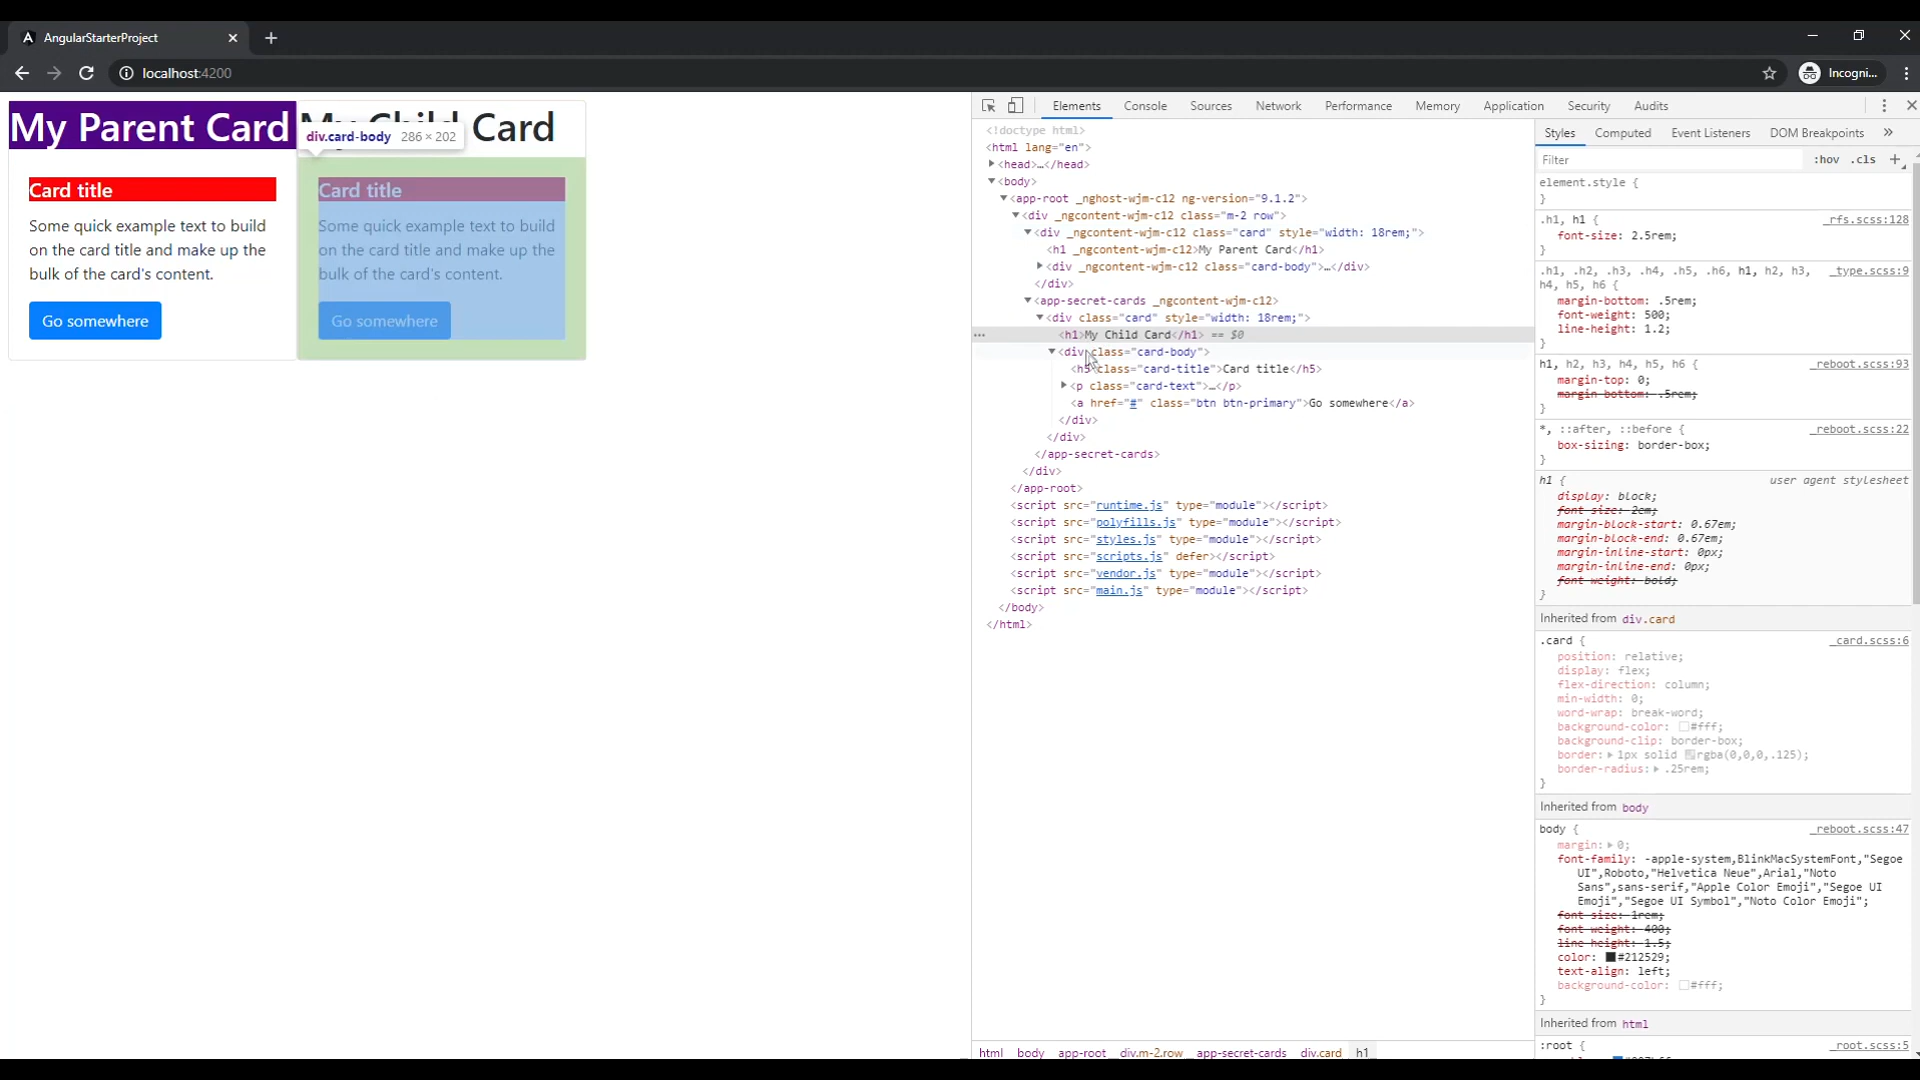 AngularStarterProject
localhost:4200
Incogni...
My Parent Card
My Child Card
div.card-body 286 × 202
Card title
Some quick example text to build
on the card title and make up the
bulk of the card's content.
Go somewhere
Card title
Some quick example text to build
on the card title and make up the
bulk of the card's content.
Go somewhere
Elements Console Sources Network Performance Memory Application Security Audits
<!doctype html>
<html lang="en">
<head>…</head>
<body>
<app-root _nghost-wjm-c12 ng-version="9.1.2">
<div _ngcontent-wjm-c12 class="m-2 row">
<div _ngcontent-wjm-c12 class="card" style="width: 18rem;">
<h1 _ngcontent-wjm-c12>My Parent Card</h1>
<div _ngcontent-wjm-c12 class="card-body">…</div>
</div>
<app-secret-cards _ngcontent-wjm-c12>
<div class="card" style="width: 18rem;">
<h1>My Child Card</h1> == $0
<div class="card-body">
<h5 class="card-title">Card title</h5>
<p class="card-text">…</p>
<a href="#" class="btn btn-primary">Go somewhere</a>
</div>
</div>
</app-secret-cards>
</div>
</app-root>
<script src="runtime.js" type="module"></script>
<script src="polyfills.js" type="module"></script>
<script src="styles.js" type="module"></script>
<script src="scripts.js" defer></script>
<script src="vendor.js" type="module"></script>
<script src="main.js" type="module"></script>
</body>
</html>
html body app-root div.m-2.row app-secret-cards div.card h1
Styles Computed Event Listeners DOM Breakpoints »
Filter :hov .cls +
element.style {
}
.h1, h1 { _rfs.scss:128
font-size: 2.5rem;
}
.h1, .h2, .h3, .h4, .h5, .h6, h1, h2, h3, _type.scss:9
h4, h5, h6 {
margin-bottom: .5rem;
font-weight: 500;
line-height: 1.2;
}
h1, h2, h3, h4, h5, h6 { _reboot.scss:93
margin-top: 0;
margin-bottom: .5rem;
}
*, ::after, ::before { _reboot.scss:22
box-sizing: border-box;
}
h1 { user agent stylesheet
display: block;
font-size: 2em;
margin-block-start: 0.67em;
margin-block-end: 0.67em;
margin-inline-start: 0px;
margin-inline-end: 0px;
font-weight: bold;
}
Inherited from div.card
.card { _card.scss:6
position: relative;
display: flex;
flex-direction: column;
min-width: 0;
word-wrap: break-word;
background-color: #fff;
background-clip: border-box;
border: 1px solid rgba(0,0,0,.125);
border-radius: .25rem;
}
Inherited from body
body { _reboot.scss:47
margin: 0;
font-family: -apple-system,BlinkMacSystemFont,"Segoe
UI",Roboto,"Helvetica Neue",Arial,"Noto
Sans",sans-serif,"Apple Color Emoji","Segoe UI
Emoji","Segoe UI Symbol","Noto Color Emoji";
font-size: 1rem;
font-weight: 400;
line-height: 1.5;
color: #212529;
text-align: left;
background-color: #fff;
}
Inherited from html
:root { _root.scss:5